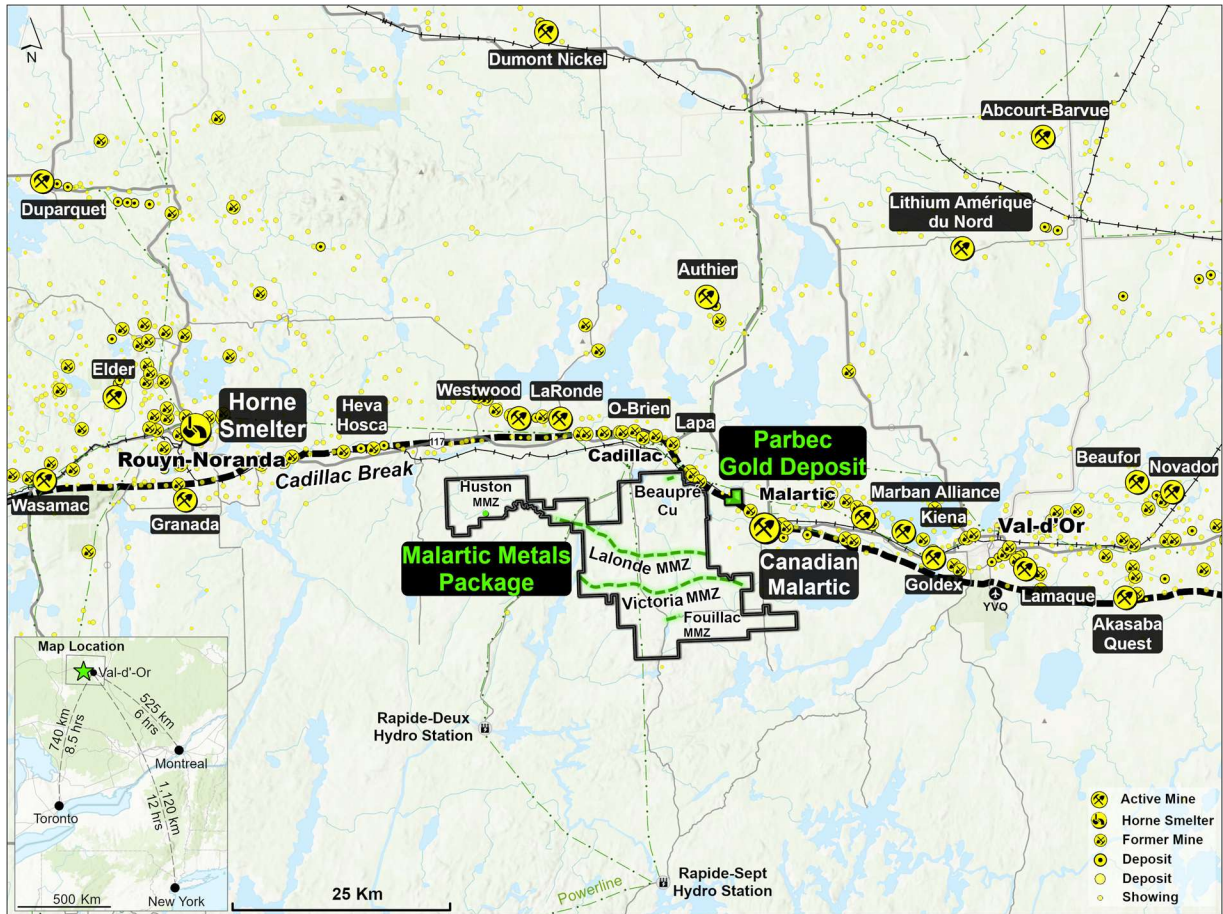 N
Dumont Nickel
Abcourt-Barvue
Duparquet
Lithium Amérique
du Nord
Authier
Elder
Horne
Smelter
Heva
Hosca
Westwood
LaRonde
O-Brien
Lapa
117
Rouyn-Noranda
Cadillac Break
Cadillac
Parbec
Gold Deposit
Wasamac
Granada
Huston
MMZ
Beaupre
Cu
Malartic
Marban Alliance
Kiena
Beaufor
Novador
Val-d'Or
Malartic Metals
Package
Lalonde MMZ
Canadian
Malartic
Goldex
YVO
Lamaque
Akasaba
Quest
Victoria MMZ
Fouillac
MMZ
Map Location
Val-d'-Or
525 km
6 hrs
740 km
8.5 hrs
Montreal
1,120 km
12 hrs
Toronto
New York
500 Km
25 Km
Rapide-Deux
Hydro Station
Rapide-Sept
Hydro Station
Powerline
Active Mine
Horne Smelter
Former Mine
Deposit
Deposit
Showing